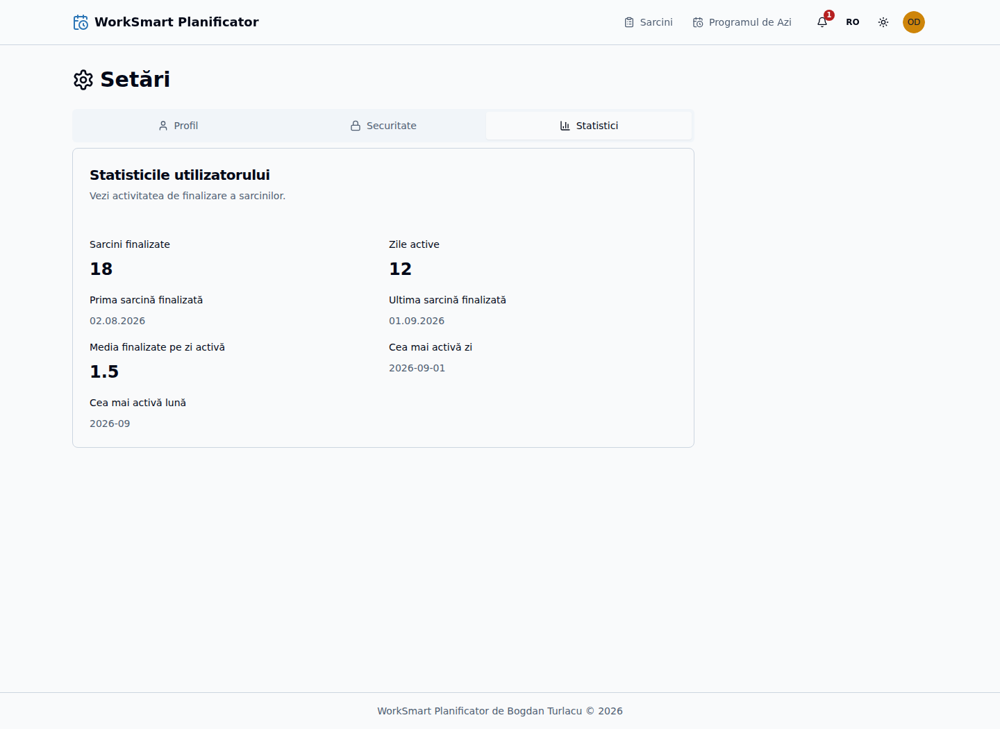 WorkSmart Planificator
Sarcini
Programul de Azi
1
RO
OD
Setări
Profil
Securitate
Statistici
Statisticile utilizatorului
Vezi activitatea de finalizare a sarcinilor.
Sarcini finalizate
18
Zile active
12
Prima sarcină finalizată
02.08.2026
Ultima sarcină finalizată
01.09.2026
Media finalizate pe zi activă
1.5
Cea mai activă zi
2026-09-01
Cea mai activă lună
2026-09
WorkSmart Planificator de Bogdan Turlacu © 2026